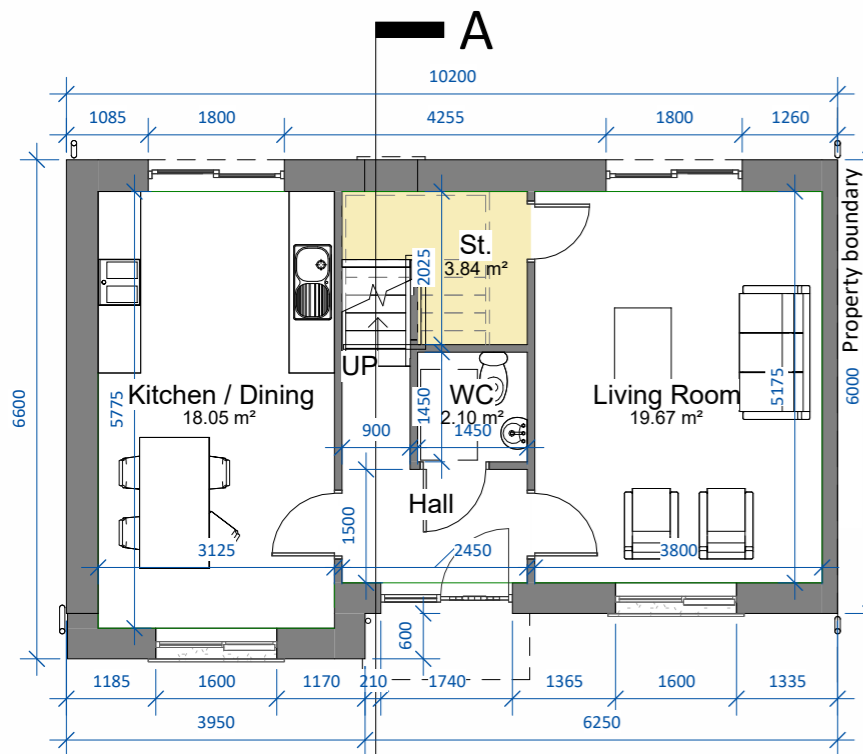 A
10200
1085 1800 4255 1800 1260
Property boundary
St.
3.84 m²
2025
UP
Kitchen / Dining
18.05 m²
WC
2.10 m²
Living Room
19.67 m²
5775
1450
5175
6600
6000
900 1450
Hall
1500
3125 2450 3800
600
1185 1600 1170 210 1740 1365 1600 1335
3950 6250